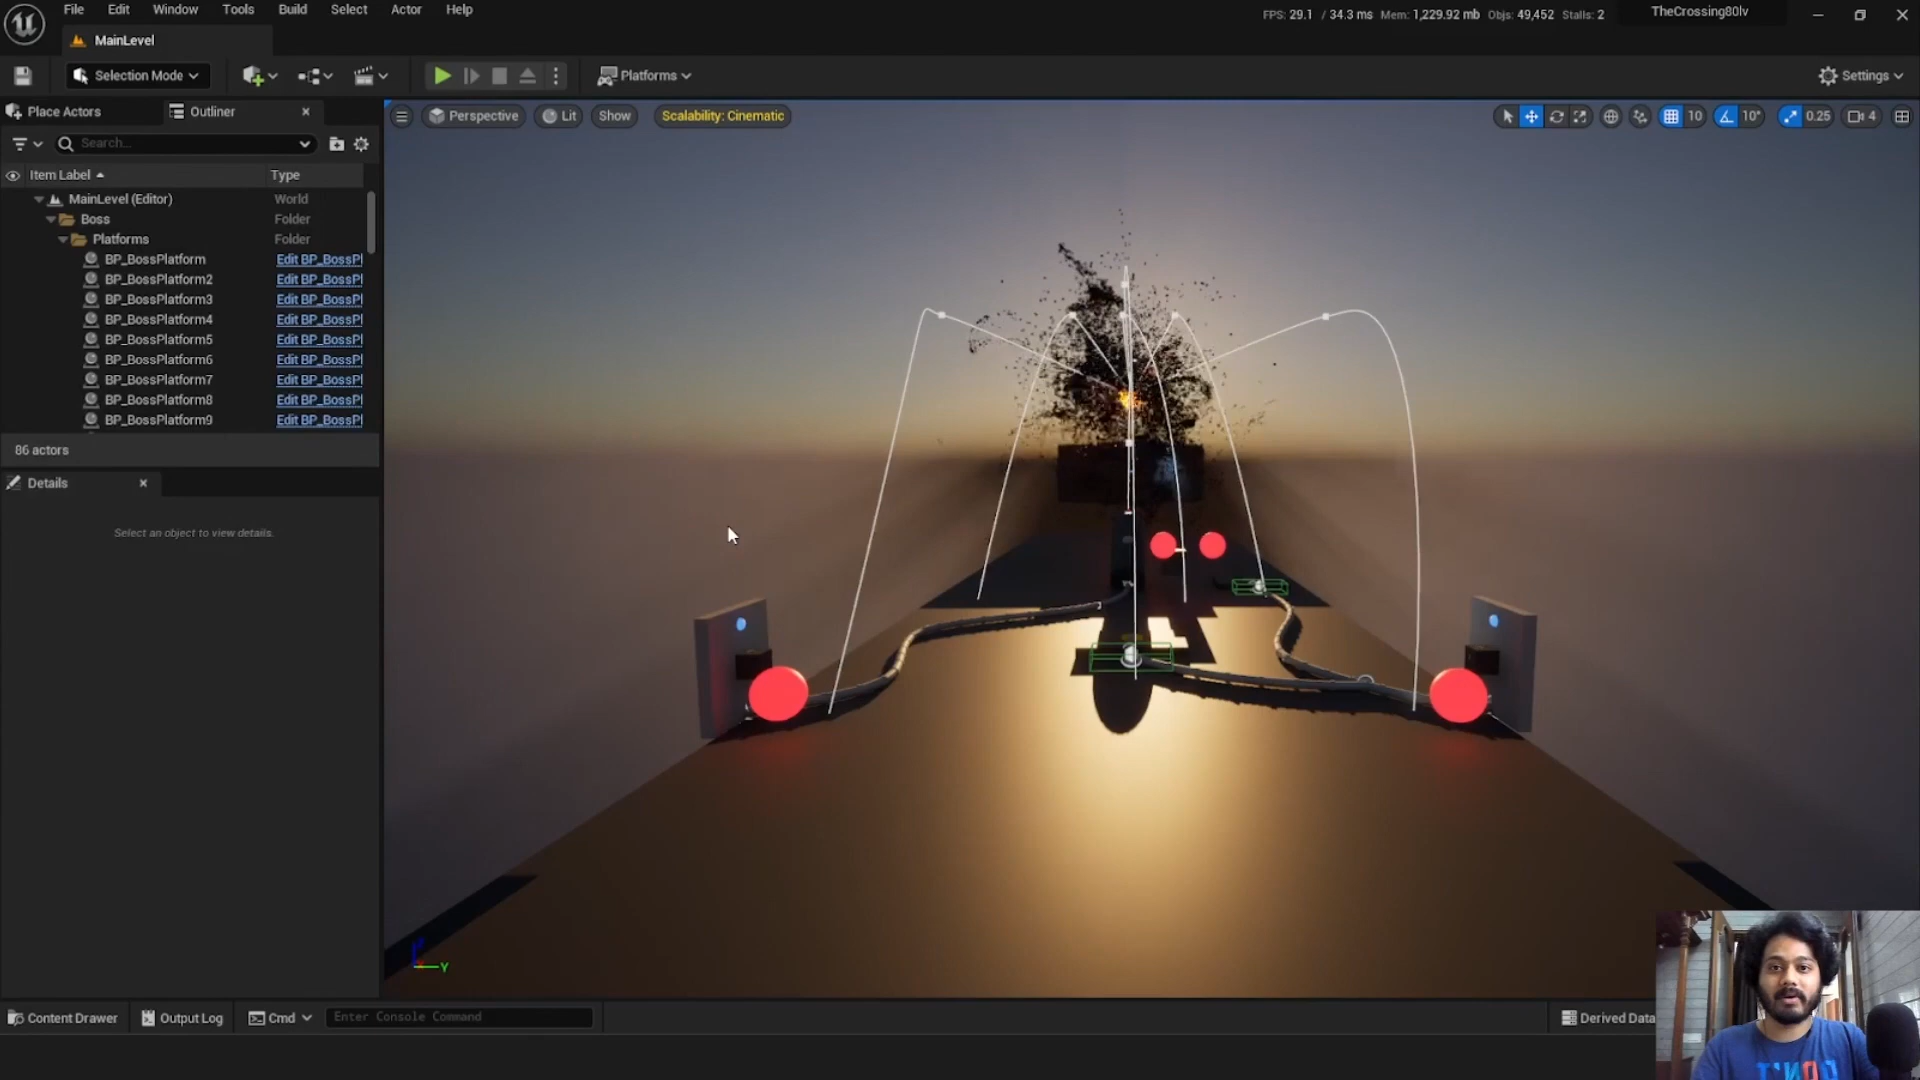 File Edit Window Tools Build Select Actor Help
FPS: 29.1 / 34.3 ms Mem: 1,229.92 mb Objs: 49,452 Stalls: 2
TheCrossing80lv
MainLevel
Selection Mode
Platforms
Settings
Place Actors
Outliner
Search...
Item Label Type
MainLevel (Editor) World
Boss Folder
Platforms Folder
BP_BossPlatform Edit BP_BossPl
BP_BossPlatform2 Edit BP_BossPl
BP_BossPlatform3 Edit BP_BossPl
BP_BossPlatform4 Edit BP_BossPl
BP_BossPlatform5 Edit BP_BossPl
BP_BossPlatform6 Edit BP_BossPl
BP_BossPlatform7 Edit BP_BossPl
BP_BossPlatform8 Edit BP_BossPl
BP_BossPlatform9 Edit BP_BossPl
86 actors
Details
Select an object to view details.
Perspective Lit Show Scalability: Cinematic
10 10° 0.25 4
Y
Content Drawer Output Log Cmd Enter Console Command
Derived Data